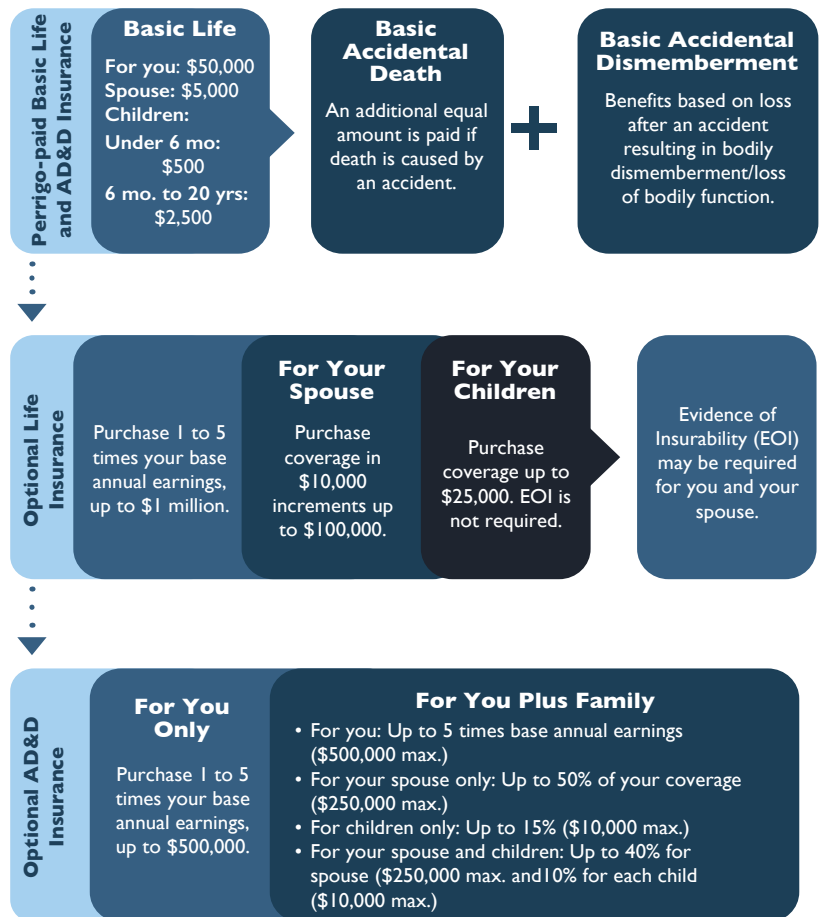 Perrigo-paid Basic Life
and AD&D Insurance
Basic Life
For you: $50,000
Spouse: $5,000
Children:
Under 6 mo:
$500
6 mo. to 20 yrs:
$2,500
Basic
Accidental
Death
An additional equal
amount is paid if
death is caused by
an accident.
+
Basic Accidental
Dismemberment
Benefits based on loss
after an accident
resulting in bodily
dismemberment/loss
of bodily function.
Optional Life
Insurance
Purchase 1 to 5
times your base
annual earnings,
up to $1 million.
For Your
Spouse
Purchase
coverage in
$10,000
increments up
to $100,000.
For Your
Children
Purchase
coverage up to
$25,000. EOI is
not required.
Evidence of
Insurability (EOI)
may be required
for you and your
spouse.
Optional AD&D
Insurance
For You
Only
Purchase 1 to 5
times your base
annual earnings,
up to $500,000.
For You Plus Family
• For you: Up to 5 times base annual earnings
($500,000 max.)
• For your spouse only: Up to 50% of your coverage
($250,000 max.)
• For children only: Up to 15% ($10,000 max.)
• For your spouse and children: Up to 40% for
spouse ($250,000 max. and10% for each child
($10,000 max.)